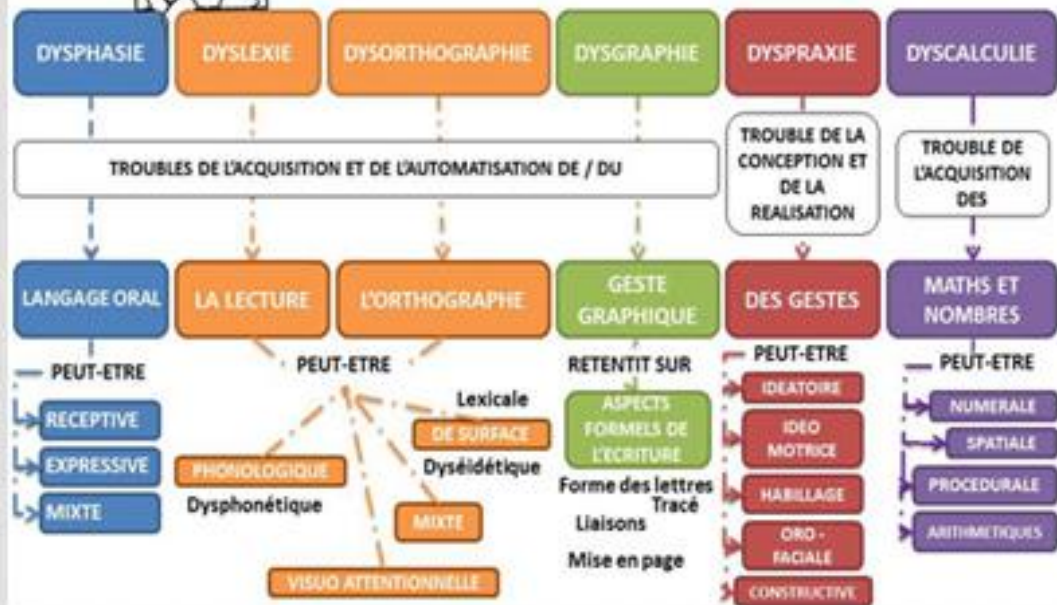 DYSPHASIE
DYSLEXIE
DYSORTHOGRAPHIE
DYSGRAPHIE
DYSPRAXIE
DYSCALCULIE
TROUBLES DE L'ACQUISITION ET DE L'AUTOMATISATION DE / DU
TROUBLE DE LA
CONCEPTION ET
DE LA
REALISATION
TROUBLE DE
L'ACQUISITION
DES
LANGAGE ORAL
LA LECTURE
L'ORTHOGRAPHE
GESTE
GRAPHIQUE
DES GESTES
MATHS ET
NOMBRES
PEUT-ETRE
RECEPTIVE
EXPRESSIVE
MIXTE
PEUT-ETRE
Lexicale
DE SURFACE
Dyséidétique
PHONOLOGIQUE
Dysphonétique
MIXTE
VISUO ATTENTIONNELLE
RETENTIT SUR
ASPECTS
FORMELS DE
L'ECRITURE
Forme des lettres
Tracé
Liaisons
Mise en page
PEUT-ETRE
IDEATOIRE
IDEO
MOTRICE
HABILLAGE
ORO -
FACIALE
CONSTRUCTIVE
PEUT-ETRE
NUMERALE
SPATIALE
PROCEDURALE
ARITHMETIQUES